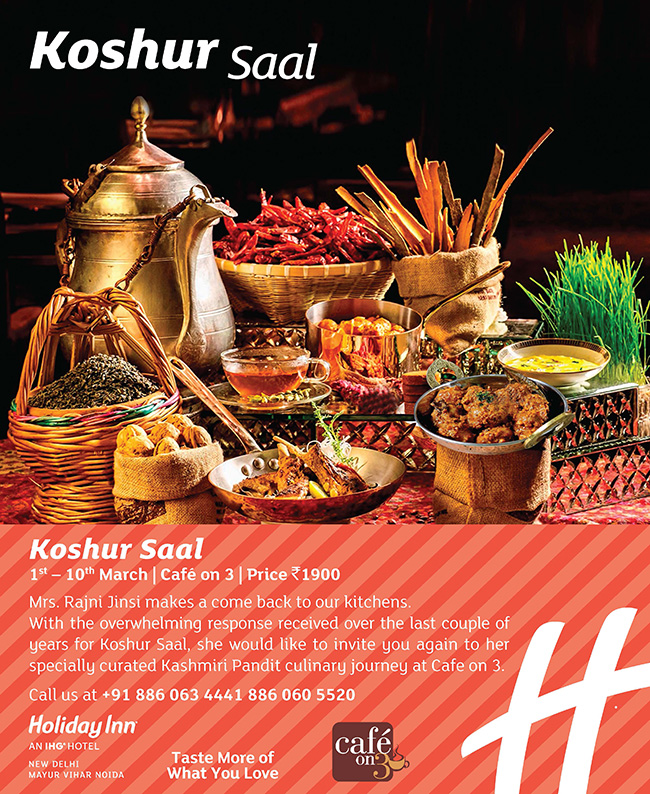 Koshur Saal
Koshur Saal
1st – 10th March | Café on 3 | Price ₹1900
Mrs. Rajni Jinsi makes a come back to our kitchens.
With the overwhelming response received over the last couple of
years for Koshur Saal, she would like to invite you again to her
specially curated Kashmiri Pandit culinary journey at Cafe on 3.
Call us at +91 886 063 4441 886 060 5520
Holiday Inn
AN IHG® HOTEL
NEW DELHI
MAYUR VIHAR NOIDA
Taste More of
What You Love
café
on
3
H